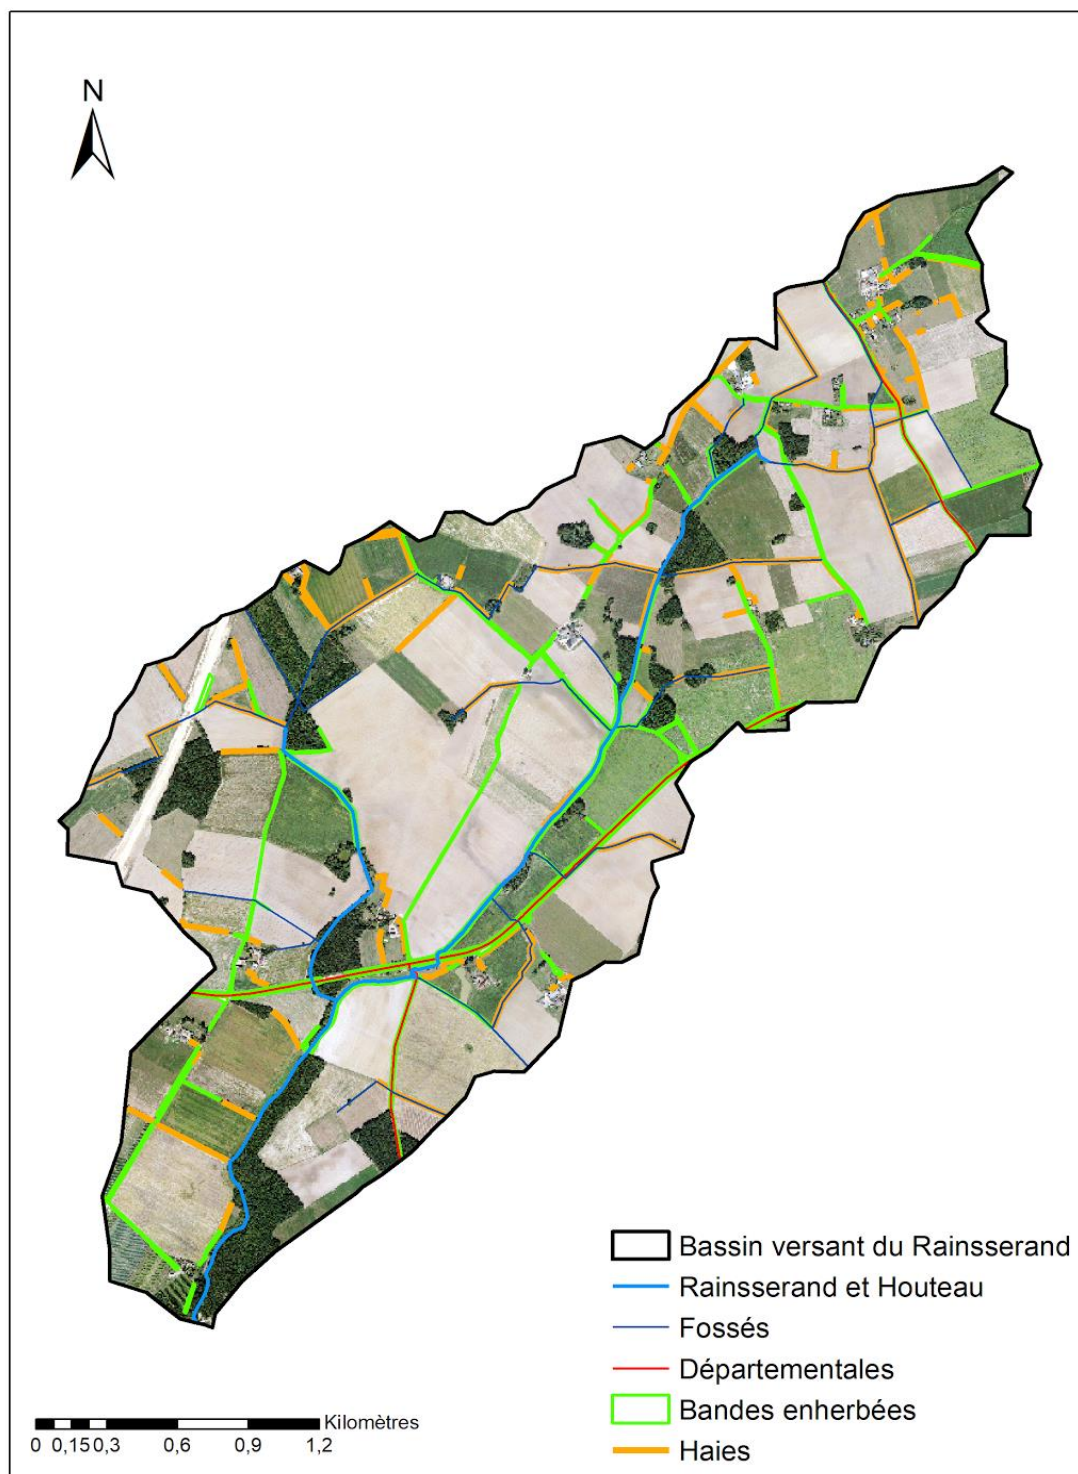 N
Bassin versant du Rainsserand
Rainsserand et Houteau
Fossés
Départementales
Bandes enherbées
Haies
Kilomètres
0 0,15 0,3 0,6 0,9 1,2